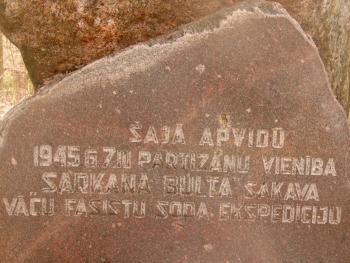 ŠAJĀ APVIDŪ
1945.6.7.III PARTIZĀNU VIENĪBA
SARKANĀ BULTA SAKĀVA
VĀCU FAŠISTU SODA EKSPEDĪCIJU